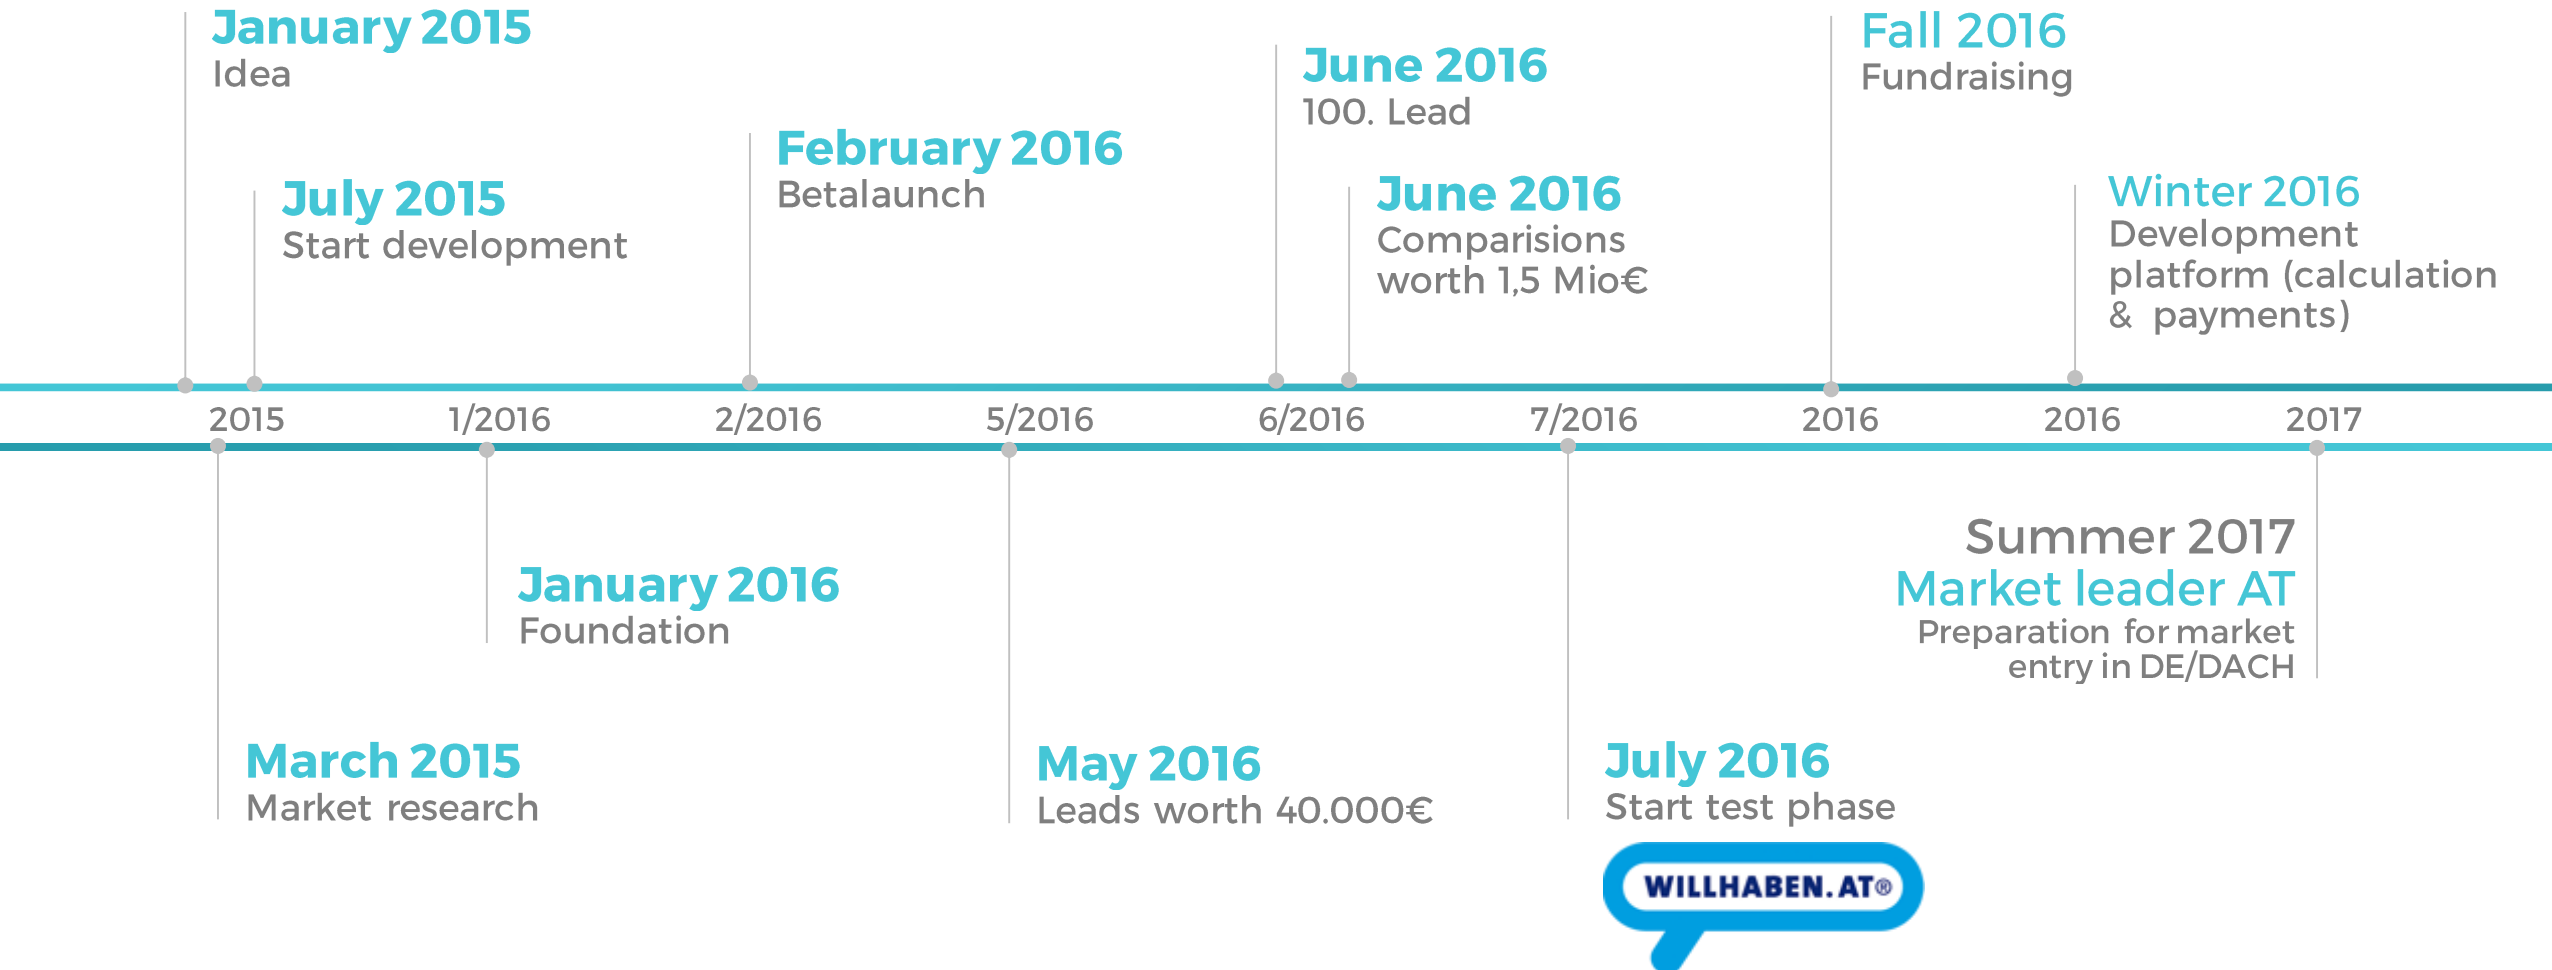 January 2015
Idea
July 2015
Start development
February 2016
Betalaunch
June 2016
100. Lead
June 2016
Comparisions
worth 1,5 Mio€
Fall 2016
Fundraising
Winter 2016
Development
platform (calculation
& payments)
2015 1/2016 2/2016 5/2016 6/2016 7/2016 2016 2016 2017
March 2015
Market research
January 2016
Foundation
May 2016
Leads worth 40.000€
July 2016
Start test phase
WILLHABEN.AT®
Summer 2017
Market leader AT
Preparation for market
entry in DE/DACH